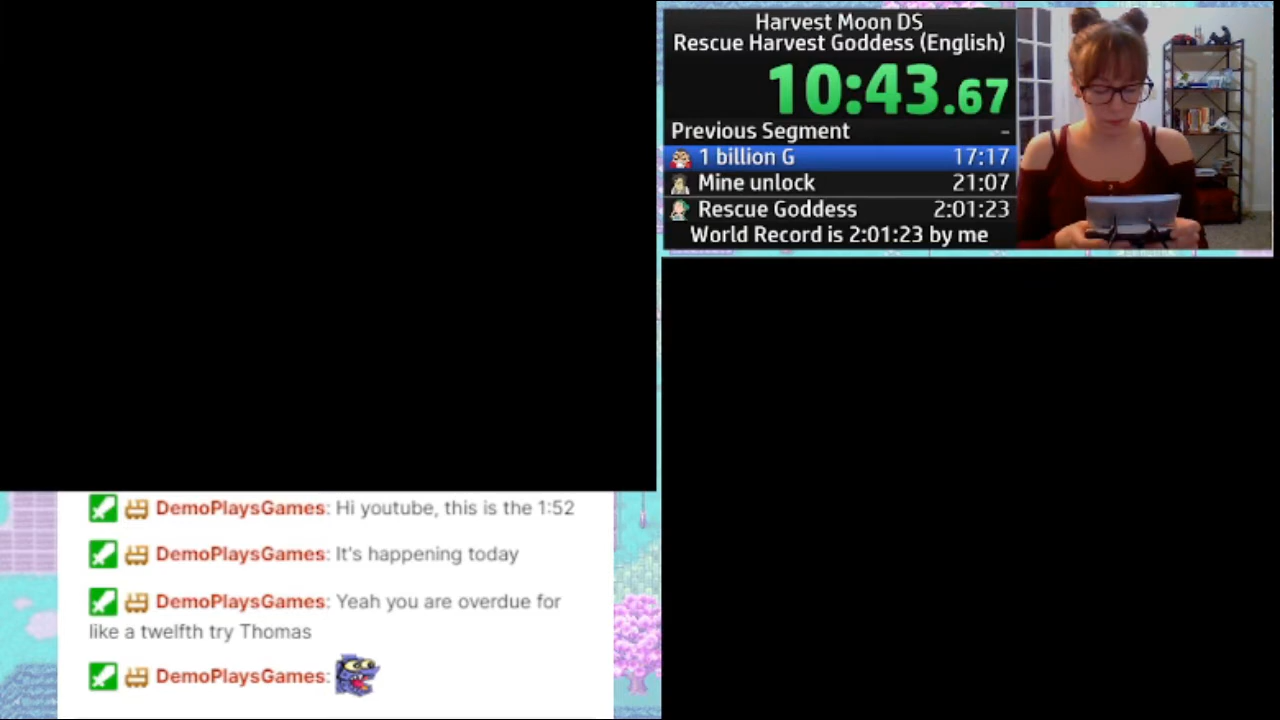 Harvest Moon DS
Rescue Harvest Goddess (English)
10:43.67
Previous Segment -
1 billion G 17:17
Mine unlock 21:07
Rescue Goddess 2:01:23
World Record is 2:01:23 by me
DemoPlaysGames: Hi youtube, this is the 1:52
DemoPlaysGames: It's happening today
DemoPlaysGames: Yeah you are overdue for
like a twelfth try Thomas
DemoPlaysGames: